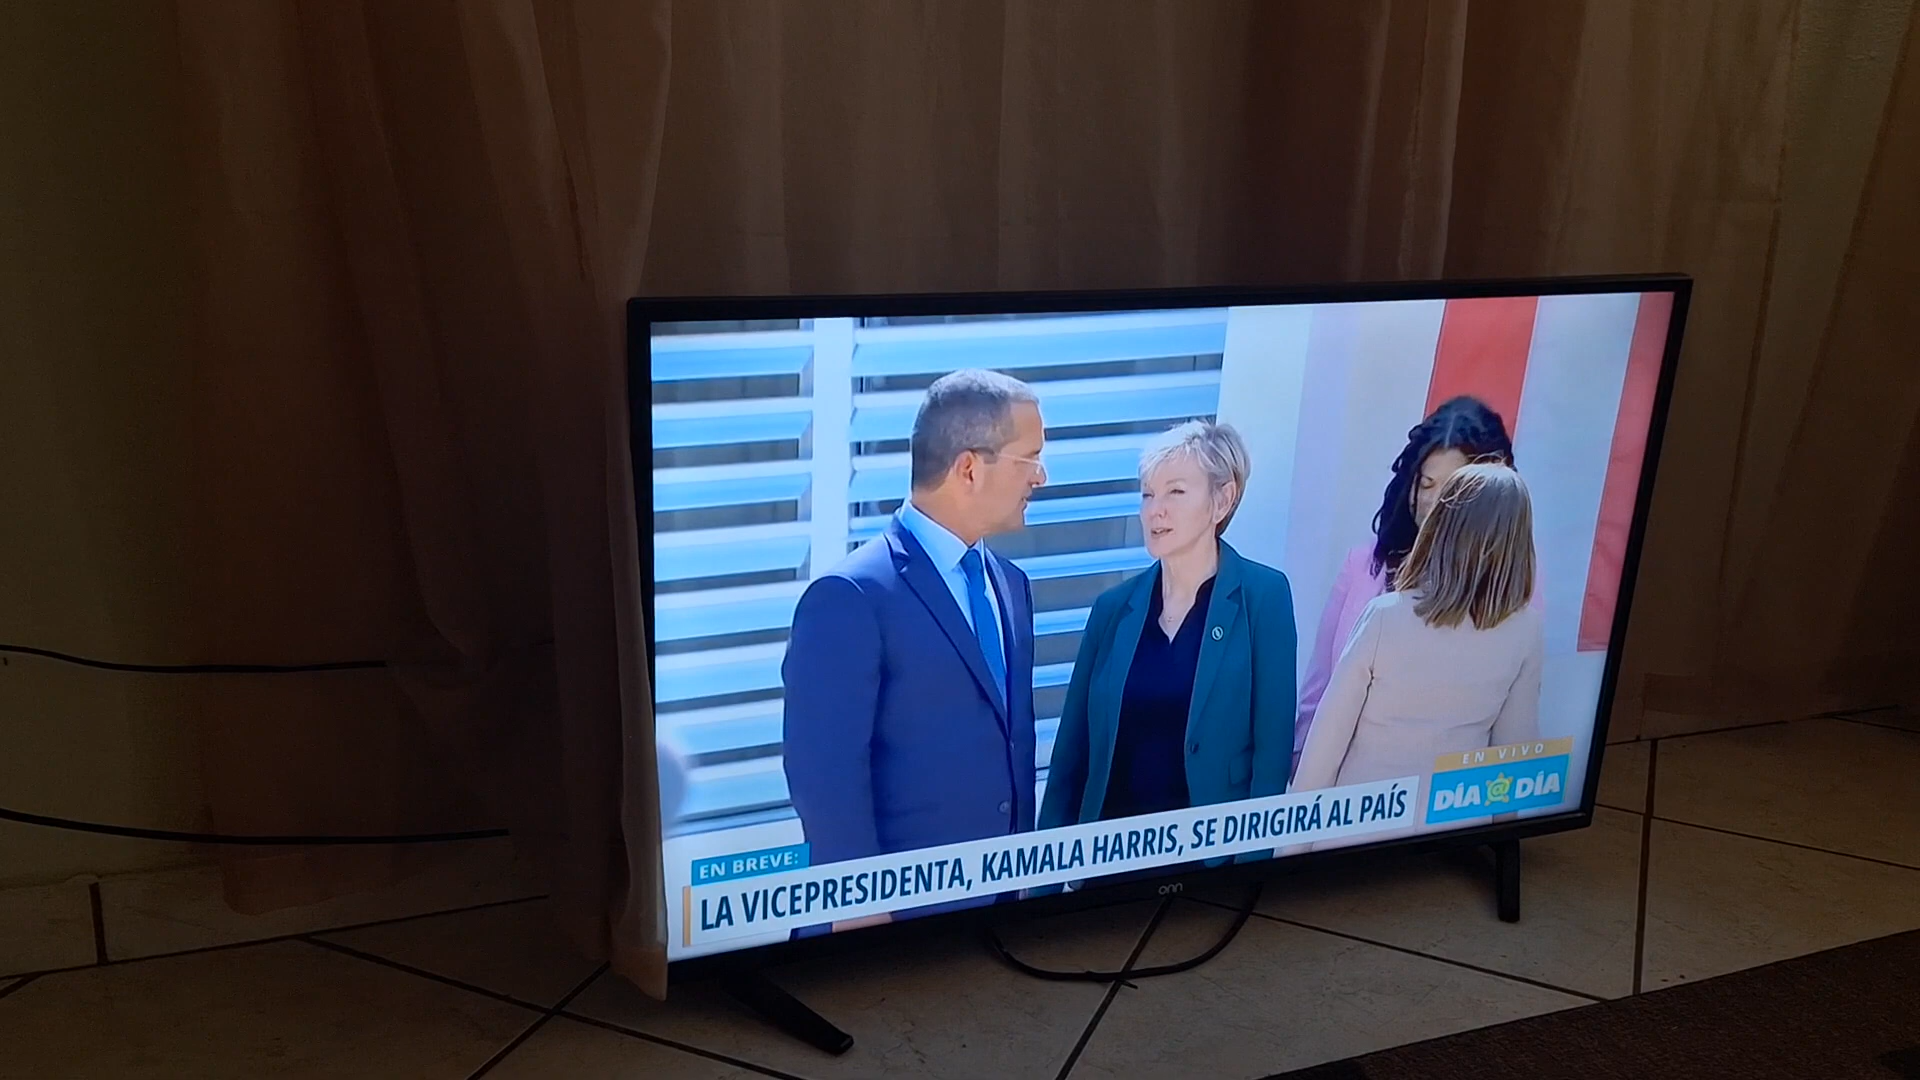 EN VIVO
DÍA @ DÍA
EN BREVE:
LA VICEPRESIDENTA, KAMALA HARRIS, SE DIRIGIRÁ AL PAÍS
onn